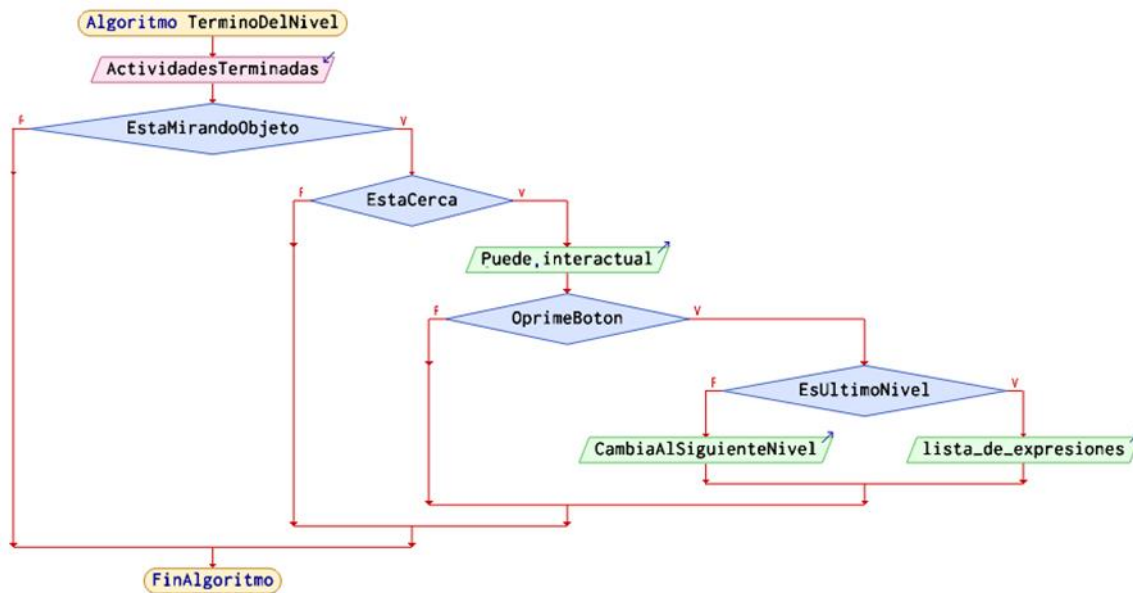 Algoritmo TerminoDelNivel
ActividadesTerminadas
F
EstaMirandoObjeto
V
F
EstaCerca
V
Puede,interactual
F
OprimeBoton
V
F
EsUltimoNivel
V
CambiaAlSiguienteNivel
lista_de_expresiones
FinAlgoritmo